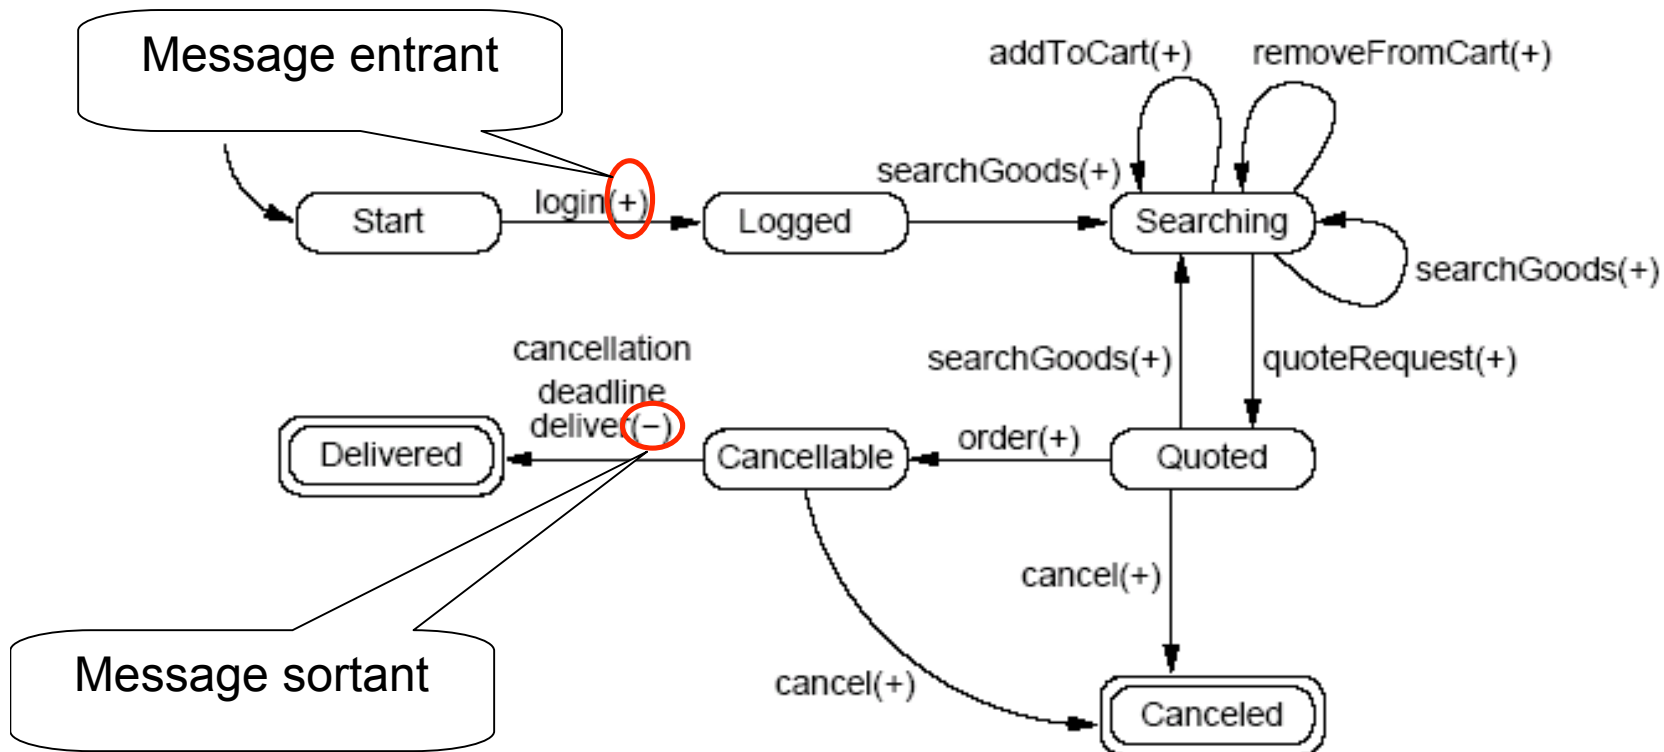 Message entrant
addToCart(+)
removeFromCart(+)
searchGoods(+)
login(+)
Start
Logged
Searching
searchGoods(+)
cancellation
deadline
deliver(−)
searchGoods(+)
quoteRequest(+)
Delivered
Cancellable
order(+)
Quoted
cancel(+)
Message sortant
cancel(+)
Canceled